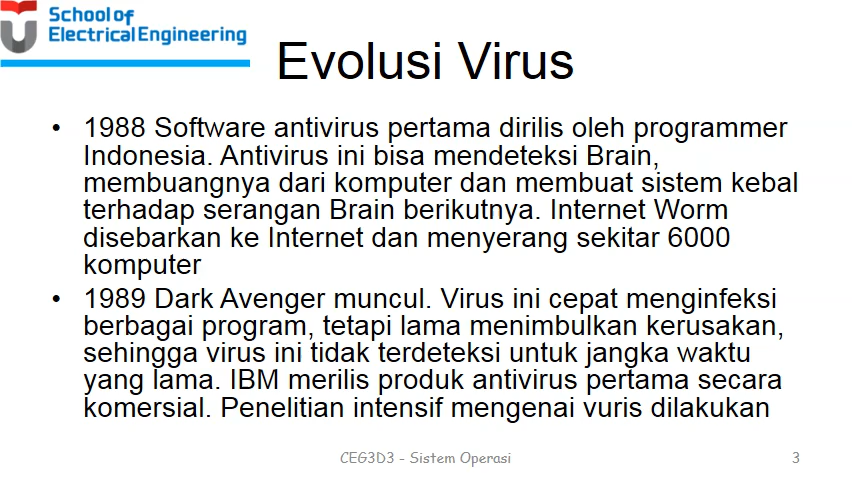 School of
Electrical Engineering
Evolusi Virus
• 1988 Software antivirus pertama dirilis oleh programmer
Indonesia. Antivirus ini bisa mendeteksi Brain,
membuangnya dari komputer dan membuat sistem kebal
terhadap serangan Brain berikutnya. Internet Worm
disebarkan ke Internet dan menyerang sekitar 6000
komputer
• 1989 Dark Avenger muncul. Virus ini cepat menginfeksi
berbagai program, tetapi lama menimbulkan kerusakan,
sehingga virus ini tidak terdeteksi untuk jangka waktu
yang lama. IBM merilis produk antivirus pertama secara
komersial. Penelitian intensif mengenai vuris dilakukan
CEG3D3 - Sistem Operasi
3